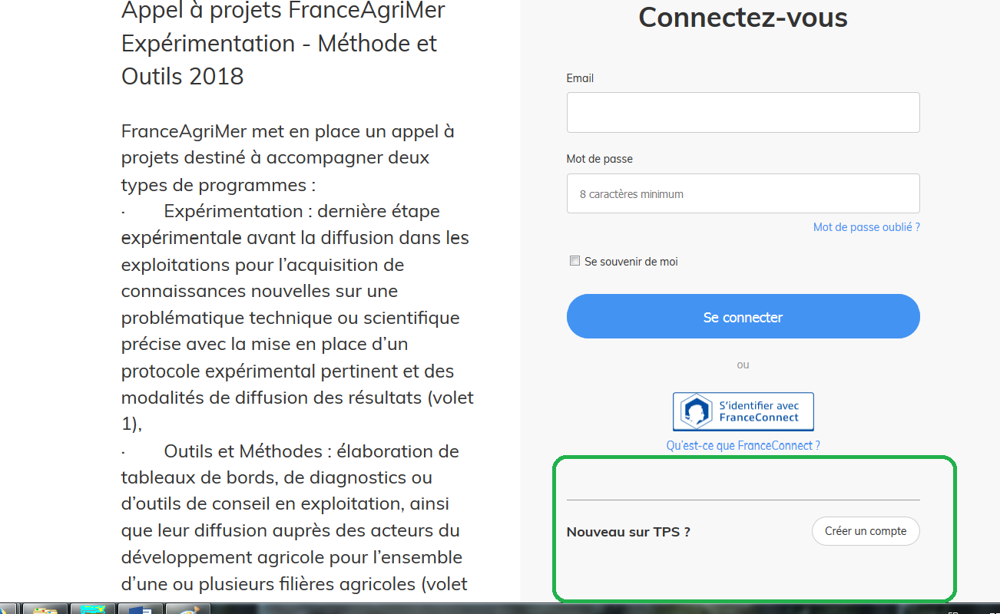 Appel à projets FranceAgriMer
Expérimentation - Méthode et
Outils 2018
FranceAgriMer met en place un appel à
projets destiné à accompagner deux
types de programmes :
· Expérimentation : dernière étape
expérimentale avant la diffusion dans les
exploitations pour l’acquisition de
connaissances nouvelles sur une
problématique technique ou scientifique
précise avec la mise en place d’un
protocole expérimental pertinent et des
modalités de diffusion des résultats (volet
1),
· Outils et Méthodes : élaboration de
tableaux de bords, de diagnostics ou
d’outils de conseil en exploitation, ainsi
que leur diffusion auprès des acteurs du
développement agricole pour l’ensemble
d’une ou plusieurs filières agricoles (volet
Connectez-vous
Email
Mot de passe
8 caractères minimum
Mot de passe oublié ?
Se souvenir de moi
Se connecter
ou
S’identifier avec
FranceConnect
Qu’est-ce que FranceConnect ?
Nouveau sur TPS ?
Créer un compte